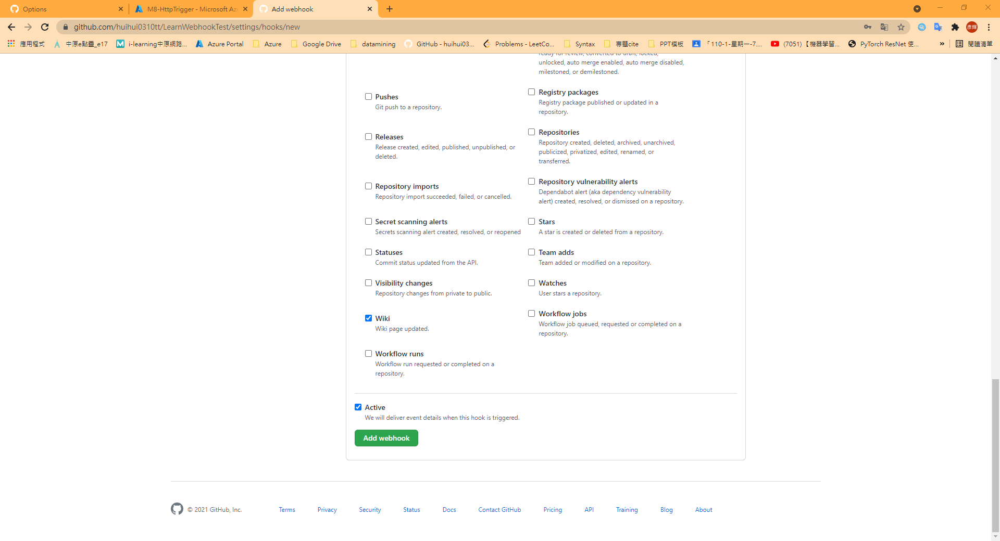 Options
M8-HttpTrigger - Microsoft Az
Add webhook
github.com/huihui0310tt/LearnWebhookTest/settings/hooks/new
彥輝
應用程式
中原e點靈_e17
i-learning中原網路...
Azure Portal
Azure
Google Drive
datamining
GitHub - huihui03...
Problems - LeetCo...
Syntax
專題cite
PPT模板
「110-1-星期一-7....
(7051)【機器學習...
PyTorch ResNet 使...
»
閱讀清單
ready for review, converted to draft, locked,
unlocked, auto merge enabled, auto merge disabled,
milestoned, or demilestoned.
Pushes
Git push to a repository.
Registry packages
Registry package published or updated in a
repository.
Releases
Release created, edited, published, unpublished, or
deleted.
Repositories
Repository created, deleted, archived, unarchived,
publicized, privatized, edited, renamed, or
transferred.
Repository imports
Repository import succeeded, failed, or cancelled.
Repository vulnerability alerts
Dependabot alert (aka dependency vulnerability
alert) created, resolved, or dismissed on a repository.
Secret scanning alerts
Secrets scanning alert created, resolved, or reopened
Stars
A star is created or deleted from a repository.
Statuses
Commit status updated from the API.
Team adds
Team added or modified on a repository.
Visibility changes
Repository changes from private to public.
Watches
User stars a repository.
Wiki
Wiki page updated.
Workflow jobs
Workflow job queued, requested or completed on a
repository.
Workflow runs
Workflow run requested or completed on a
repository.
Active
We will deliver event details when this hook is triggered.
Add webhook
© 2021 GitHub, Inc.
Terms
Privacy
Security
Status
Docs
Contact GitHub
Pricing
API
Training
Blog
About